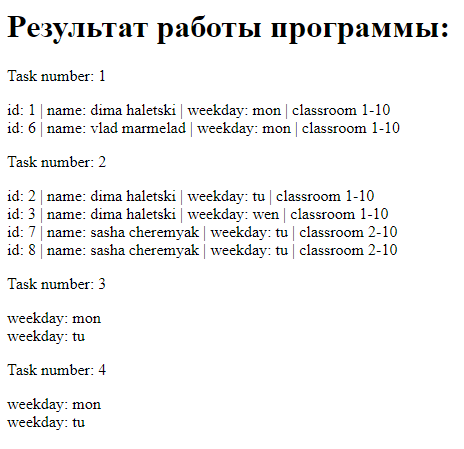 Результат работы программы:
Task number: 1
id: 1 | name: dima haletski | weekday: mon | classroom 1-10
id: 6 | name: vlad marmelad | weekday: mon | classroom 1-10
Task number: 2
id: 2 | name: dima haletski | weekday: tu | classroom 1-10
id: 3 | name: dima haletski | weekday: wen | classroom 1-10
id: 7 | name: sasha cheremyak | weekday: tu | classroom 2-10
id: 8 | name: sasha cheremyak | weekday: tu | classroom 2-10
Task number: 3
weekday: mon
weekday: tu
Task number: 4
weekday: mon
weekday: tu